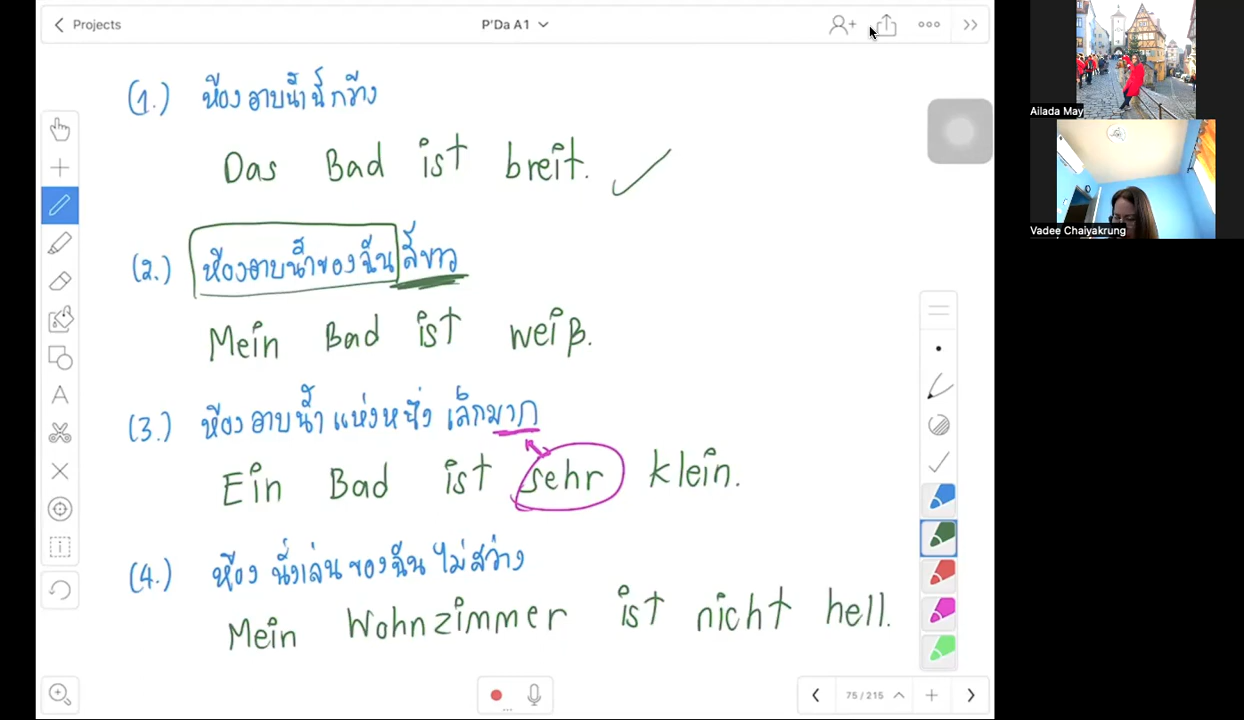 Projects
P'Da A1
(1.) ห้องอาบน้ำนี้กว้าง
Das Bad ist breit.
(2.) ห้องอาบน้ำของฉันสีขาว
Mein Bad ist weiß.
(3.) ห้องอาบน้ำ แห่งหนึ่ง เล็กมาก
Ein Bad ist sehr klein.
(4.) ห้อง นั่งเล่น ของฉัน ไม่สว่าง
Mein Wohnzimmer ist nicht hell.
75/215
Ailada May
Vadee Chaiyakrung